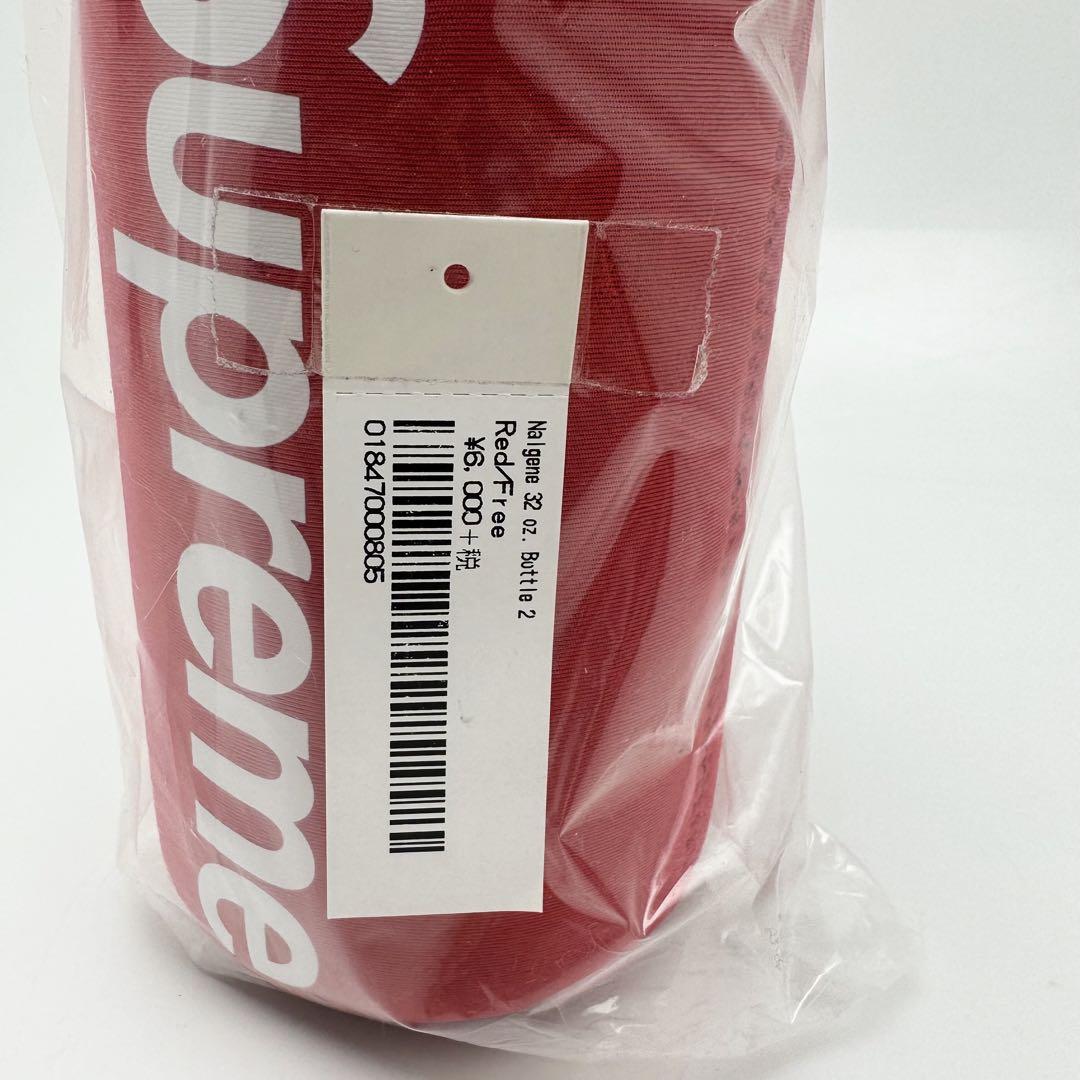 Supreme
Nalgene 32 oz. Bottle 2
Red/Free
¥6,000+税
01847000805